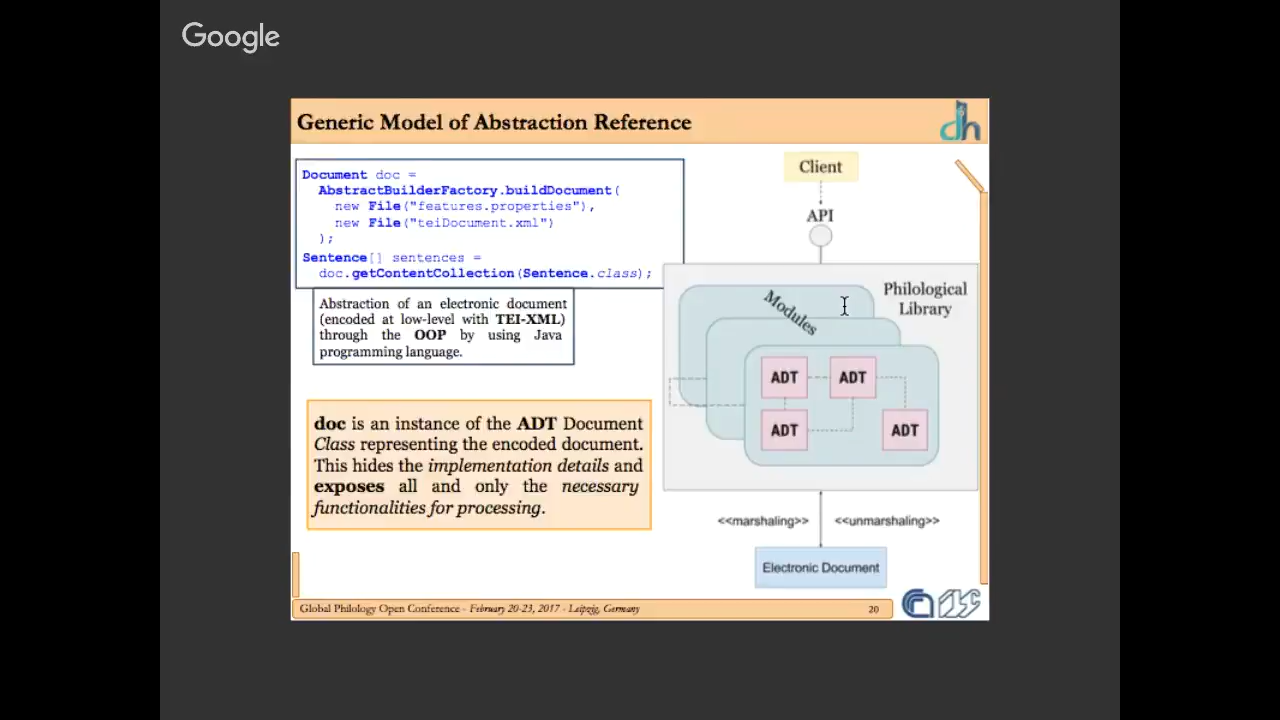 Google
Generic Model of Abstraction Reference
dh
Document doc =
AbstractBuilderFactory.buildDocument(
new File("features.properties"),
new File("teiDocument.xml")
);
Sentence[] sentences =
doc.getContentCollection(Sentence.class);
Abstraction of an electronic document
(encoded at low-level with TEI-XML)
through the OOP by using Java
programming language.
doc is an instance of the ADT Document
Class representing the encoded document.
This hides the implementation details and
exposes all and only the necessary
functionalities for processing.
Client
API
Philological
Library
Modules
ADT
ADT
ADT
ADT
<<marshaling>>
<<unmarshaling>>
Electronic Document
Global Philology Open Conference - February 20-23, 2017 - Leipzig, Germany
20